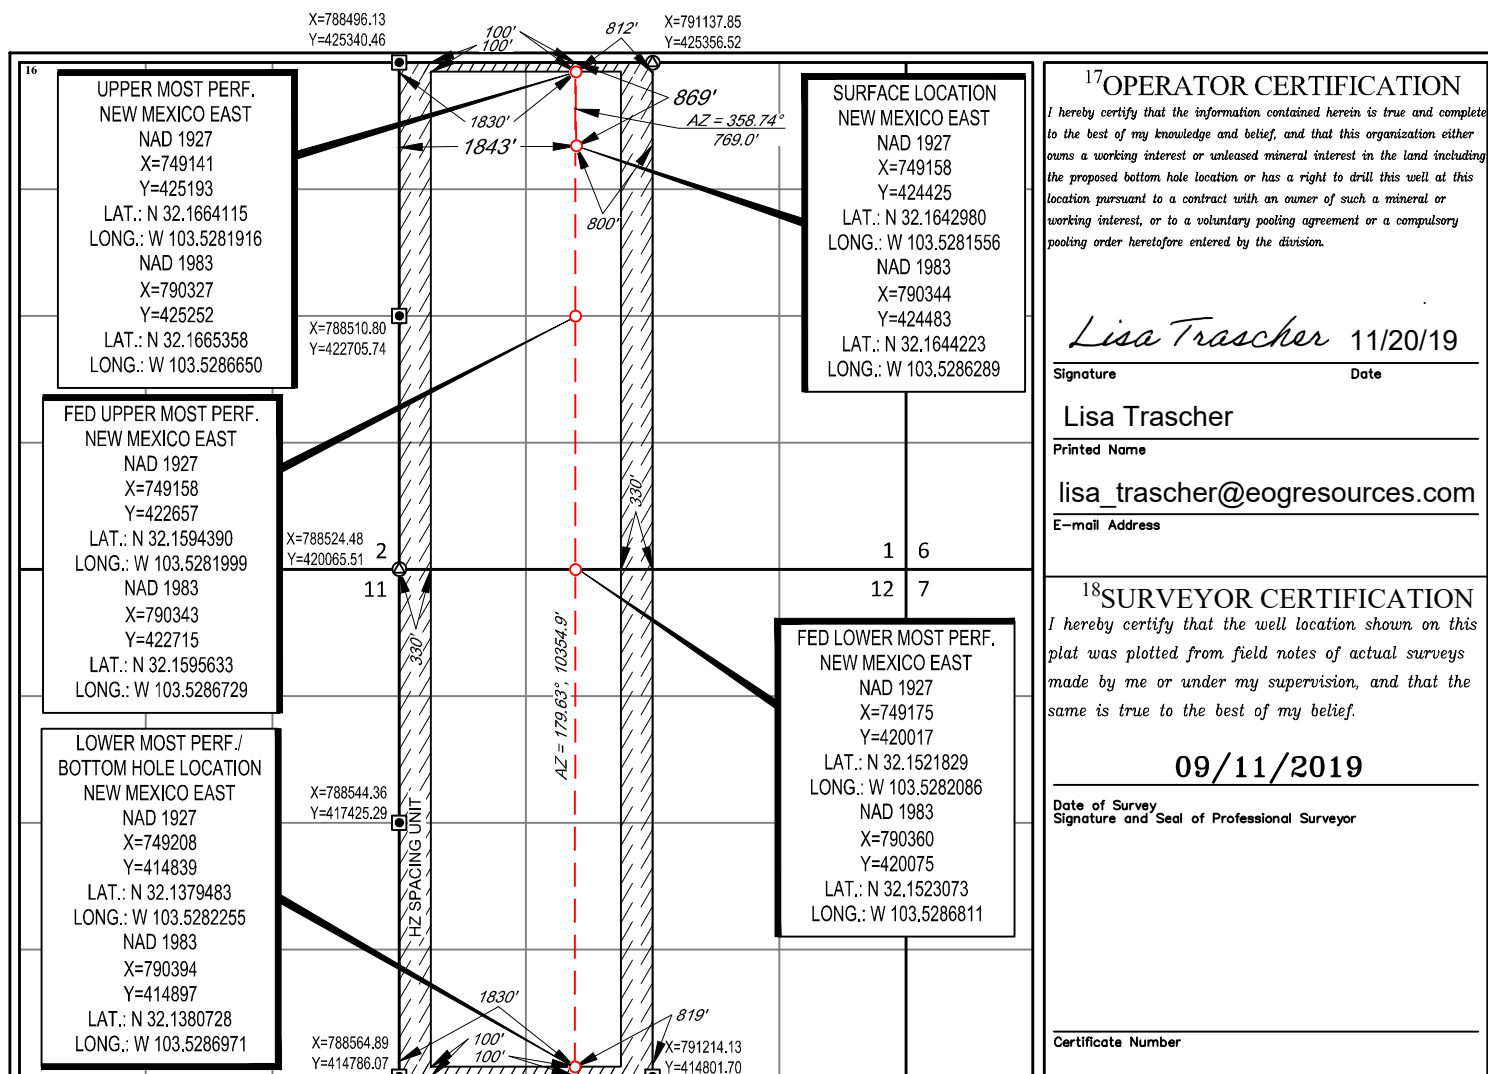 X=788496.13
Y=425340.46
100'
100'
812'
X=791137.85
Y=425356.52
16
UPPER MOST PERF.
NEW MEXICO EAST
NAD 1927
X=749141
Y=425193
LAT.: N 32.1664115
LONG.: W 103.5281916
NAD 1983
X=790327
Y=425252
LAT.: N 32.1665358
LONG.: W 103.5286650
1830'
1843'
869'
AZ = 358.74°
769.0'
800'
SURFACE LOCATION
NEW MEXICO EAST
NAD 1927
X=749158
Y=424425
LAT.: N 32.1642980
LONG.: W 103.5281556
NAD 1983
X=790344
Y=424483
LAT.: N 32.1644223
LONG.: W 103.5286289
X=788510.80
Y=422705.74
FED UPPER MOST PERF.
NEW MEXICO EAST
NAD 1927
X=749158
Y=422657
LAT.: N 32.1594390
LONG.: W 103.5281999
NAD 1983
X=790343
Y=422715
LAT.: N 32.1595633
LONG.: W 103.5286729
330'
X=788524.48
Y=420065.51
2
11
1
6
12
7
330'
AZ = 179.63°, 10354.9'
FED LOWER MOST PERF.
NEW MEXICO EAST
NAD 1927
X=749175
Y=420017
LAT.: N 32.1521829
LONG.: W 103.5282086
NAD 1983
X=790360
Y=420075
LAT.: N 32.1523073
LONG.: W 103.5286811
LOWER MOST PERF./
BOTTOM HOLE LOCATION
NEW MEXICO EAST
NAD 1927
X=749208
Y=414839
LAT.: N 32.1379483
LONG.: W 103.5282255
NAD 1983
X=790394
Y=414897
LAT.: N 32.1380728
LONG.: W 103.5286971
X=788544.36
Y=417425.29
HZ SPACING UNIT
1830'
819'
100'
100'
X=788564.89
Y=414786.07
X=791214.13
Y=414801.70
17 OPERATOR CERTIFICATION
I hereby certify that the information contained herein is true and complete
to the best of my knowledge and belief, and that this organization either
owns a working interest or unleased mineral interest in the land including
the proposed bottom hole location or has a right to drill this well at this
location pursuant to a contract with an owner of such a mineral or
working interest, or to a voluntary pooling agreement or a compulsory
pooling order heretofore entered by the division.
Lisa Trascher 11/20/19
Signature Date
Lisa Trascher
Printed Name
lisa_trascher@eogresources.com
E-mail Address
18 SURVEYOR CERTIFICATION
I hereby certify that the well location shown on this
plat was plotted from field notes of actual surveys
made by me or under my supervision, and that the
same is true to the best of my belief.
09/11/2019
Date of Survey
Signature and Seal of Professional Surveyor
Certificate Number